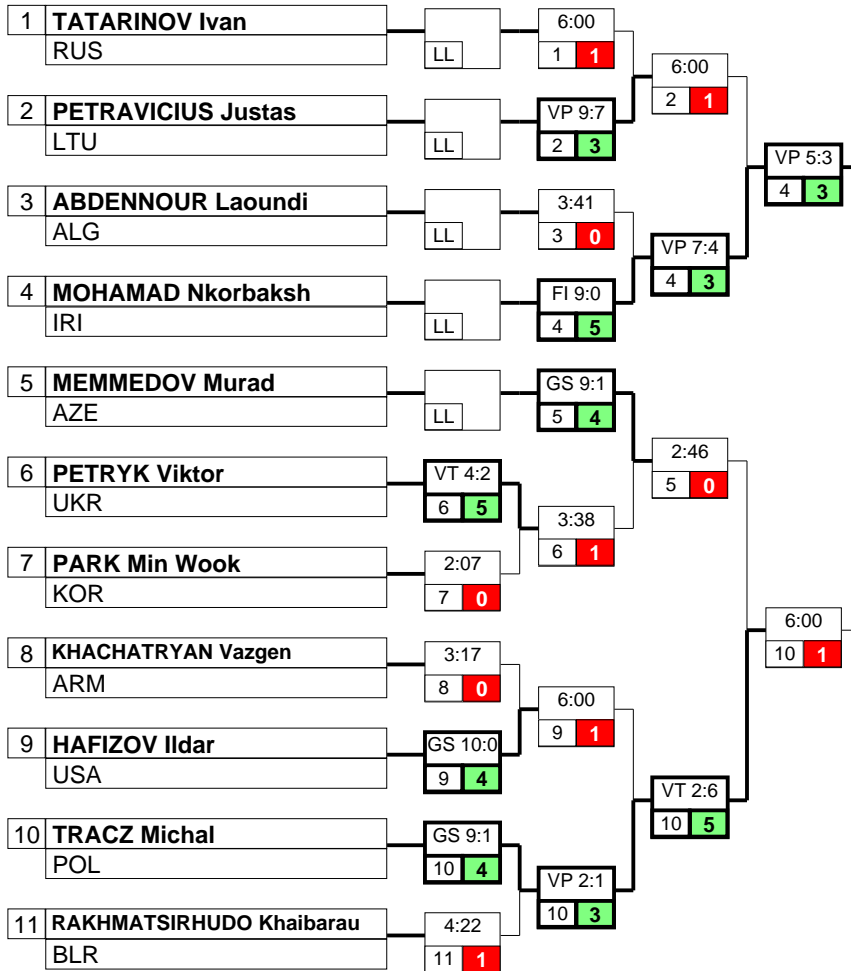 1 TATARINOV Ivan
RUS
LL
6:00
1 1
6:00
2 1
2 PETRAVICIUS Justas
LTU
LL
VP 9:7
2 3
VP 5:3
4 3
3 ABDENNOUR Laoundi
ALG
LL
3:41
3 0
VP 7:4
4 3
4 MOHAMAD Nkorbaksh
IRI
LL
FI 9:0
4 5
5 MEMMEDOV Murad
AZE
LL
GS 9:1
5 4
2:46
5 0
6 PETRYK Viktor
UKR
VT 4:2
6 5
3:38
6 1
7 PARK Min Wook
KOR
2:07
7 0
6:00
10 1
8 KHACHATRYAN Vazgen
ARM
3:17
8 0
6:00
9 1
9 HAFIZOV Ildar
USA
GS 10:0
9 4
VT 2:6
10 5
10 TRACZ Michal
POL
GS 9:1
10 4
VP 2:1
10 3
11 RAKHMATSIRHUDO Khaibarau
BLR
4:22
11 1